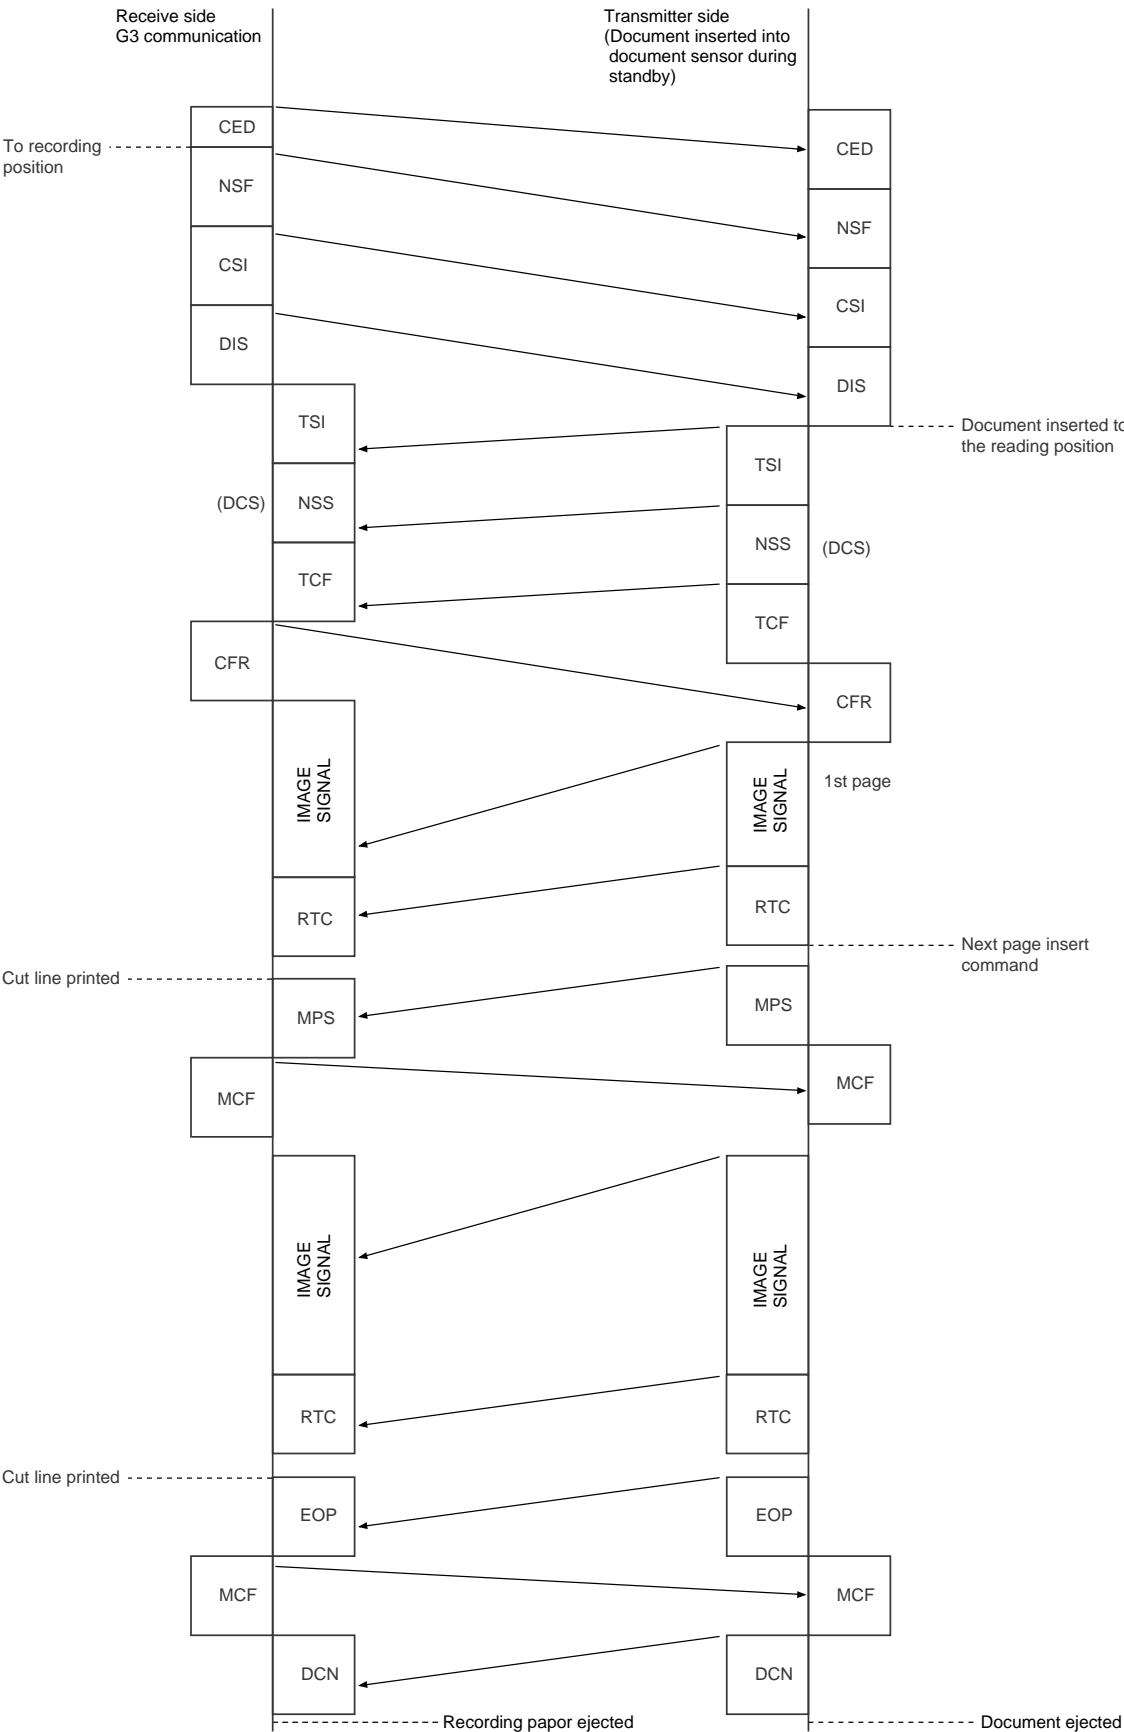 Receive side
G3 communication
Transmitter side
(Document inserted into
document sensor during
standby)
CED
To recording
position
CED
NSF
NSF
CSI
CSI
DIS
DIS
TSI
Document inserted to
the reading position
TSI
(DCS)
NSS
NSS
(DCS)
TCF
TCF
CFR
CFR
IMAGE
SIGNAL
IMAGE
SIGNAL
1st page
RTC
RTC
Next page insert
command
Cut line printed
MPS
MPS
MCF
MCF
IMAGE
SIGNAL
IMAGE
SIGNAL
RTC
RTC
Cut line printed
EOP
EOP
MCF
MCF
DCN
DCN
Recording papor ejected
Document ejected